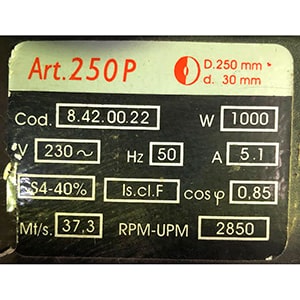 Art.250P D.250 mm
d. 30 mm
Cod. 8.42.00.22 W 1000
V 230 ~ Hz 50 A 5.1
S4-40% Is.cl.F cosφ 0,85
Mt/s. 37,3 RPM-UPM 2850